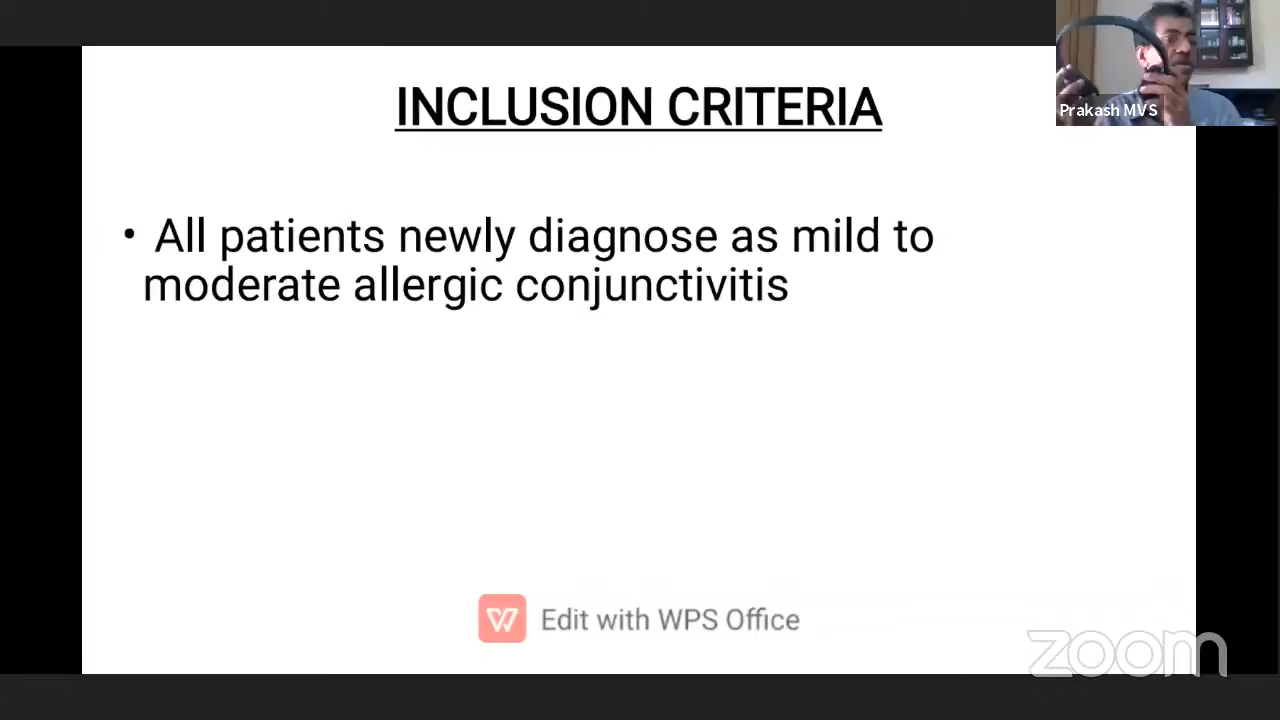 INCLUSION CRITERIA
Prakash MVS
• All patients newly diagnose as mild to
moderate allergic conjunctivitis
Edit with WPS Office
zoom